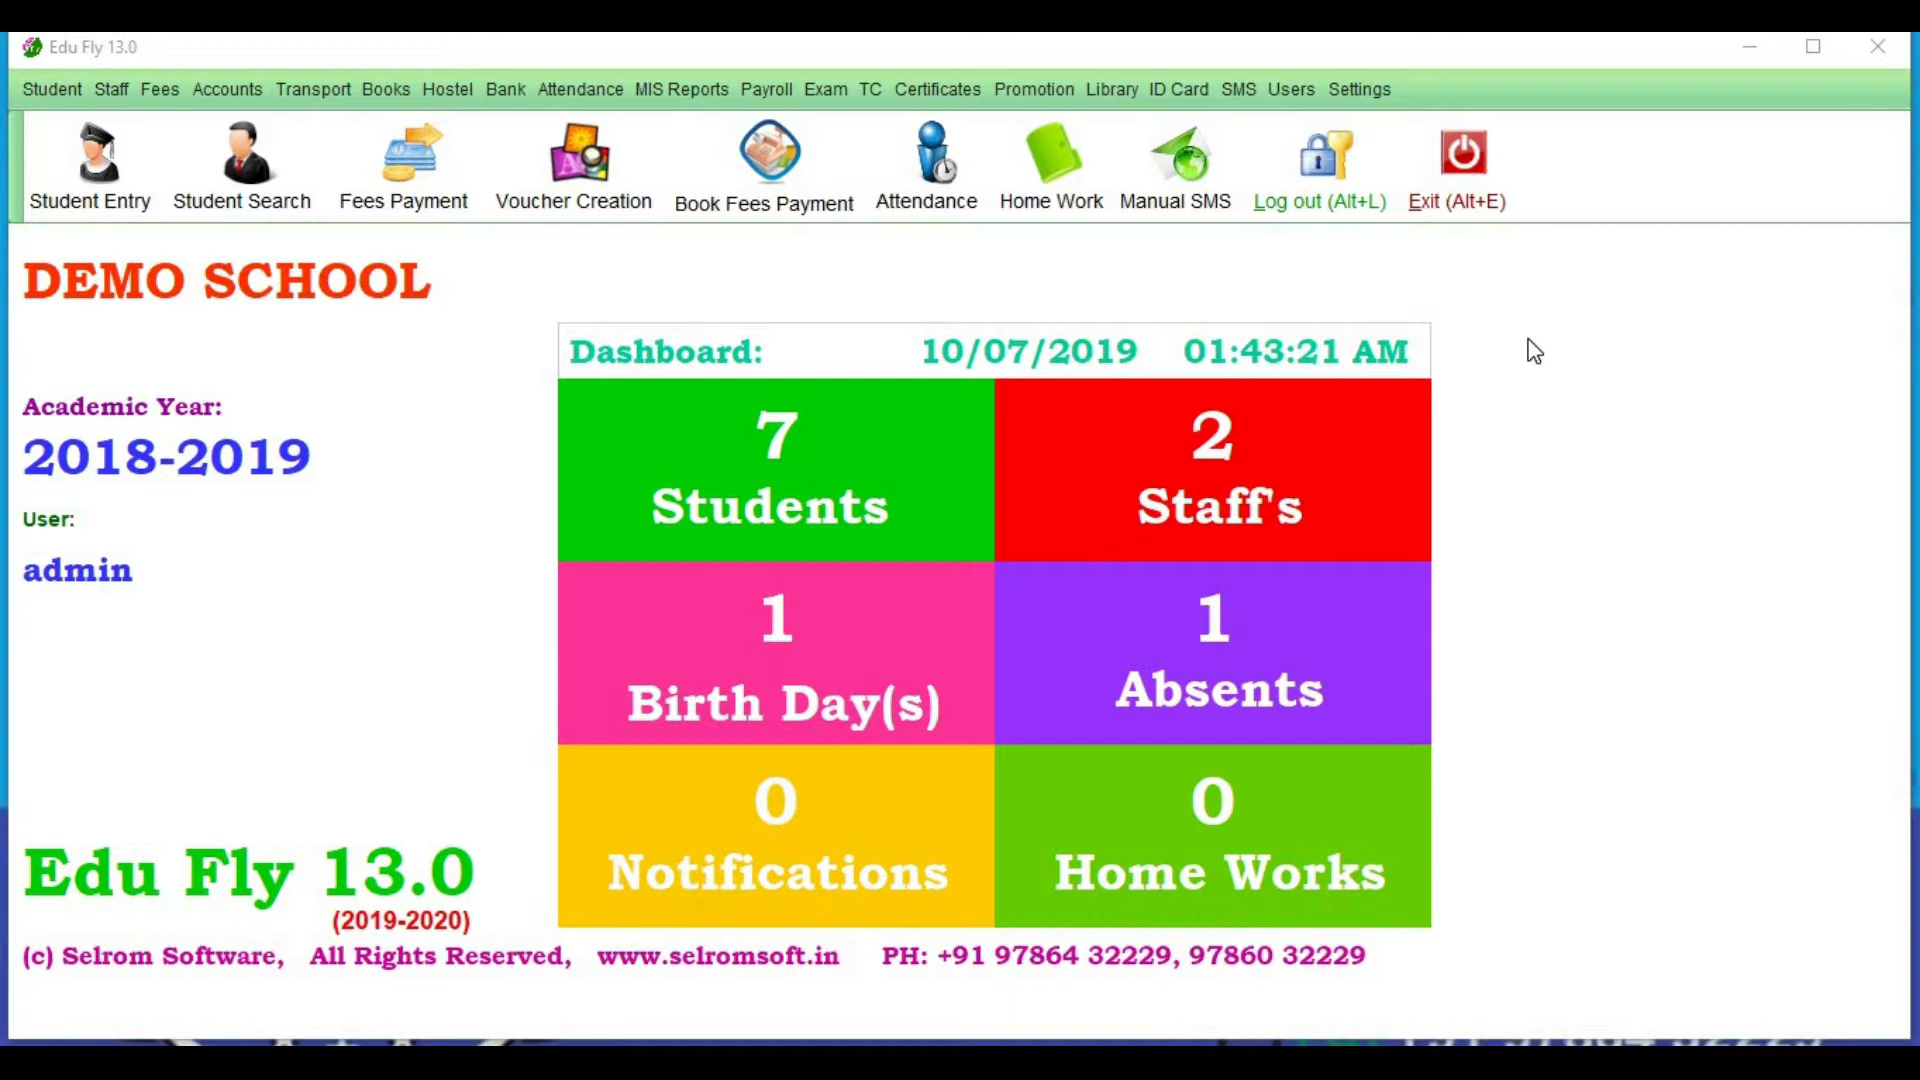 Edu Fly 13.0
Student Staff Fees Accounts Transport Books Hostel Bank Attendance MIS Reports Payroll Exam TC Certificates Promotion Library ID Card SMS Users Settings
Student Entry Student Search Fees Payment Voucher Creation Book Fees Payment Attendance Home Work Manual SMS Log out (Alt+L) Exit (Alt+E)
DEMO SCHOOL
Dashboard: 10/07/2019 01:43:21 AM
Academic Year:
2018-2019
User:
admin
7
Students
2
Staff's
1
Birth Day(s)
1
Absents
0
Notifications
0
Home Works
Edu Fly 13.0
(2019-2020)
(c) Selrom Software, All Rights Reserved, www.selromsoft.in PH: +91 97864 32229, 97860 32229